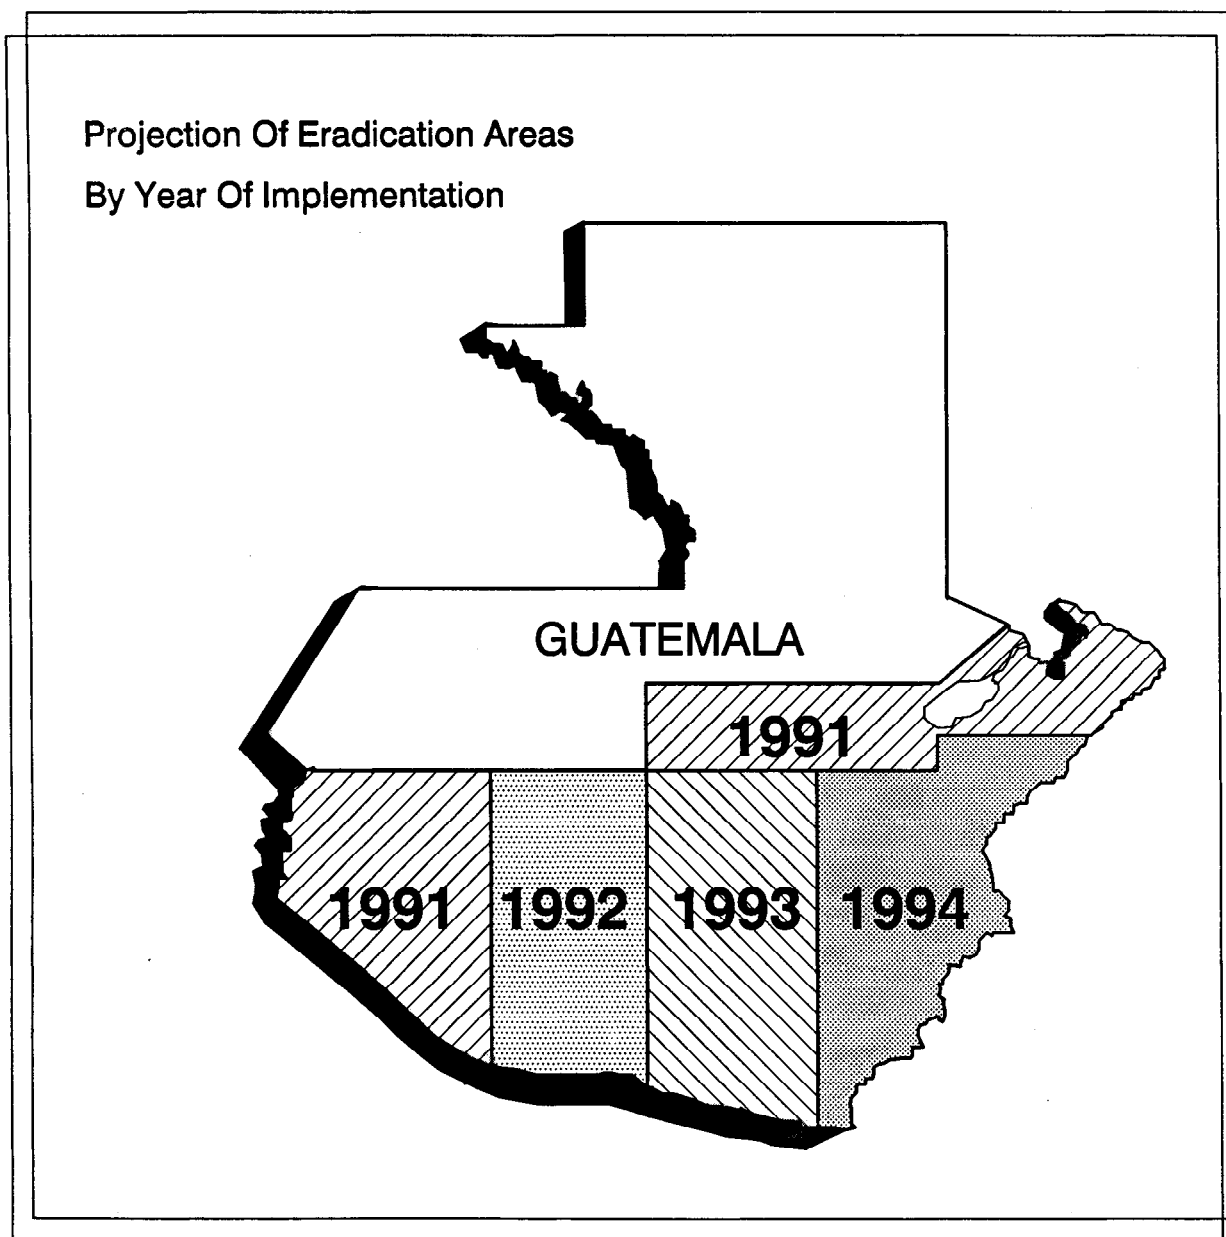 Projection Of Eradication Areas
By Year Of Implementation
GUATEMALA
1991
1991
1992
1993
1994